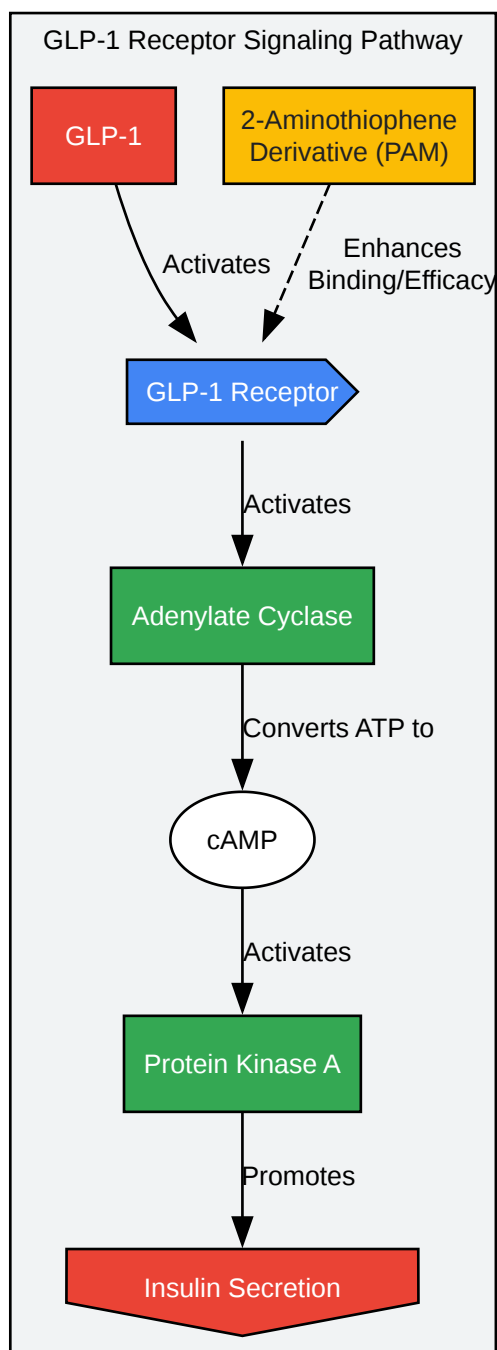 GLP-1 Receptor Signaling Pathway
GLP-1
2-Aminothiophene
Derivative (PAM)
Activates
Enhances
Binding/Efficacy
GLP-1 Receptor
Activates
Adenylate Cyclase
Converts ATP to
cAMP
Activates
Protein Kinase A
Promotes
Insulin Secretion